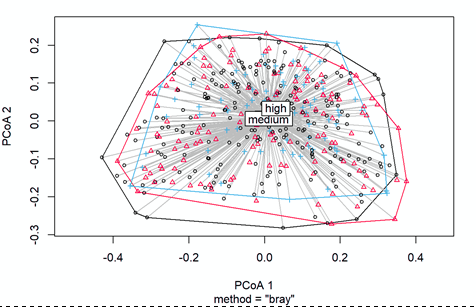 0.2
0.1
0.0
-0.1
-0.2
-0.3
PCoA 2
high
medium
-0.4 -0.2 0.0 0.2 0.4
PCoA 1
method = "bray"